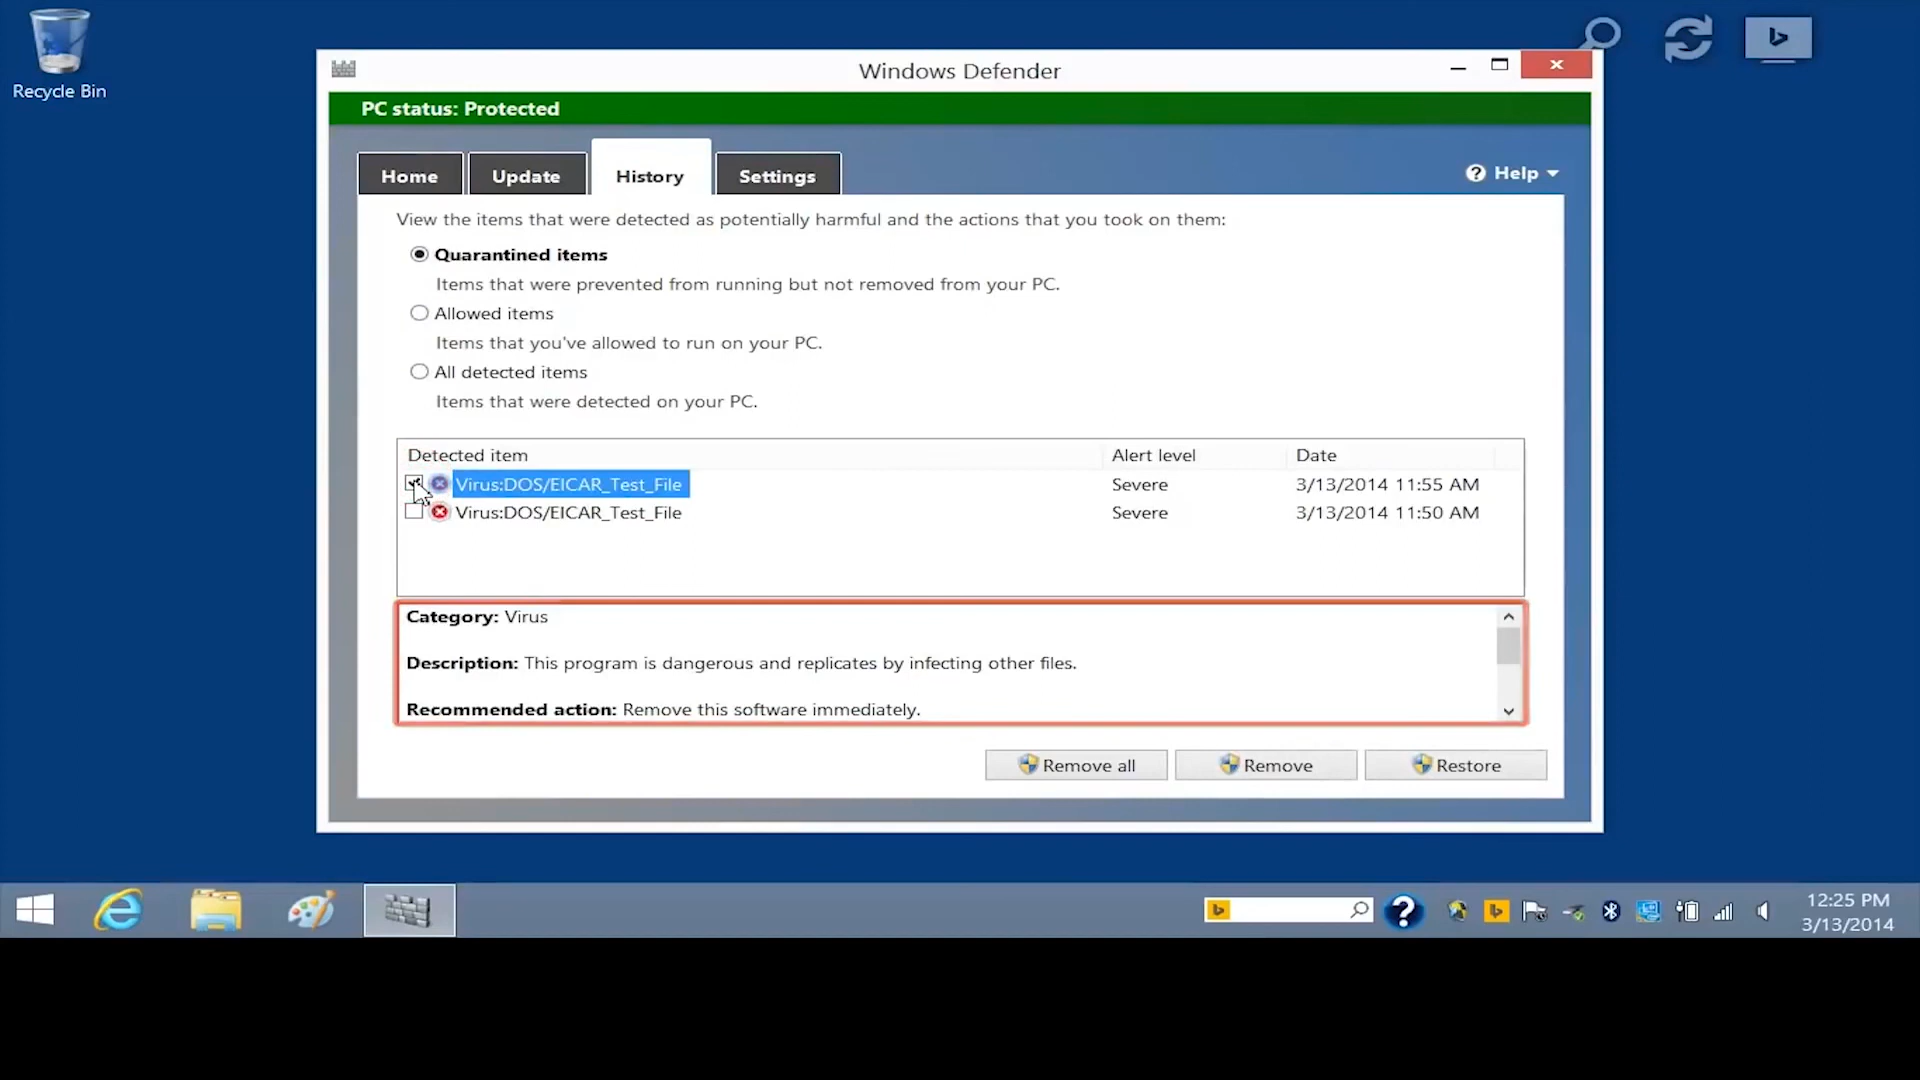 Recycle Bin
Windows Defender
PC status: Protected
Home
Update
History
Settings
Help
View the items that were detected as potentially harmful and the actions that you took on them:
Quarantined items
Items that were prevented from running but not removed from your PC.
Allowed items
Items that you've allowed to run on your PC.
All detected items
Items that were detected on your PC.
Detected item Alert level Date
Virus:DOS/EICAR_Test_File Severe 3/13/2014 11:55 AM
Virus:DOS/EICAR_Test_File Severe 3/13/2014 11:50 AM
Category: Virus
Description: This program is dangerous and replicates by infecting other files.
Recommended action: Remove this software immediately.
Remove all
Remove
Restore
12:25 PM
3/13/2014